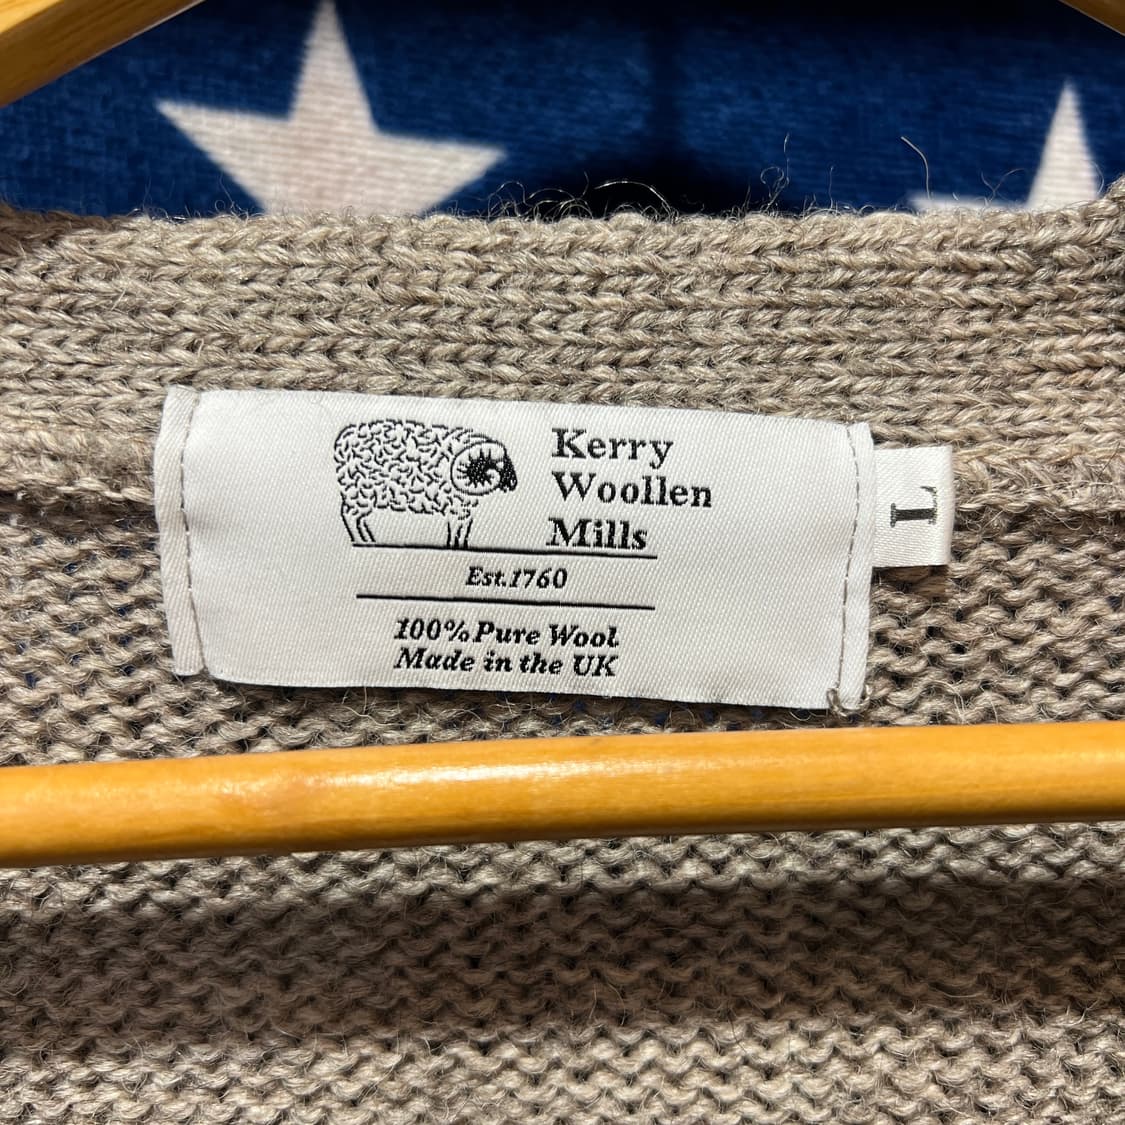 Kerry
Woollen
Mills
Est.1760
100% Pure Wool
Made in the UK
L